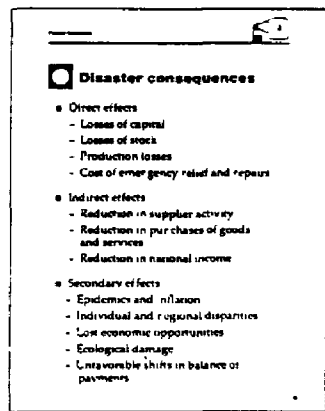 Disaster consequences
• Direct effects
- Losses of capital
- Losses of stock
- Production losses
- Cost of emergency relief and repairs
• Indirect effects
- Reduction in supplier activity
- Reduction in purchases of goods
and services
- Reduction in national income
• Secondary effects
- Epidemics and inflation
- Individual and regional disparities
- Lost economic opportunities
- Ecological damage
- Unfavorable shifts in balance of
payments